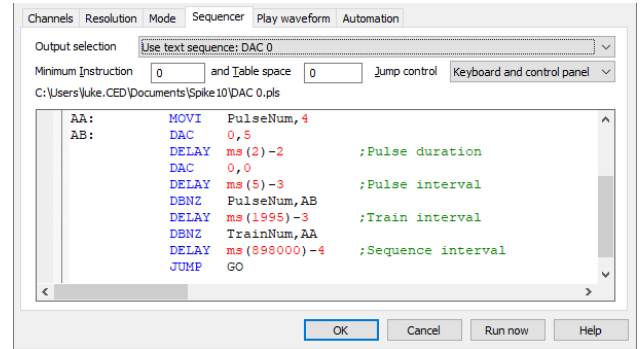 Channels Resolution Mode Sequencer Play waveform Automation
Output selection Use text sequence: DAC 0
Minimum Instruction 0 and Table space 0 Jump control Keyboard and control panel
C:\Users\luke.CED\Documents\Spike10\DAC 0.pls
AA: MOVI PulseNum,4
AB: DAC 0,5
DELAY ms(2)-2 ;Pulse duration
DAC 0,0
DELAY ms(5)-3 ;Pulse interval
DBNZ PulseNum,AB
DELAY ms(1995)-3 ;Train interval
DBNZ TrainNum,AA
DELAY ms(898000)-4 ;Sequence interval
JUMP GO
OK Cancel Run now Help